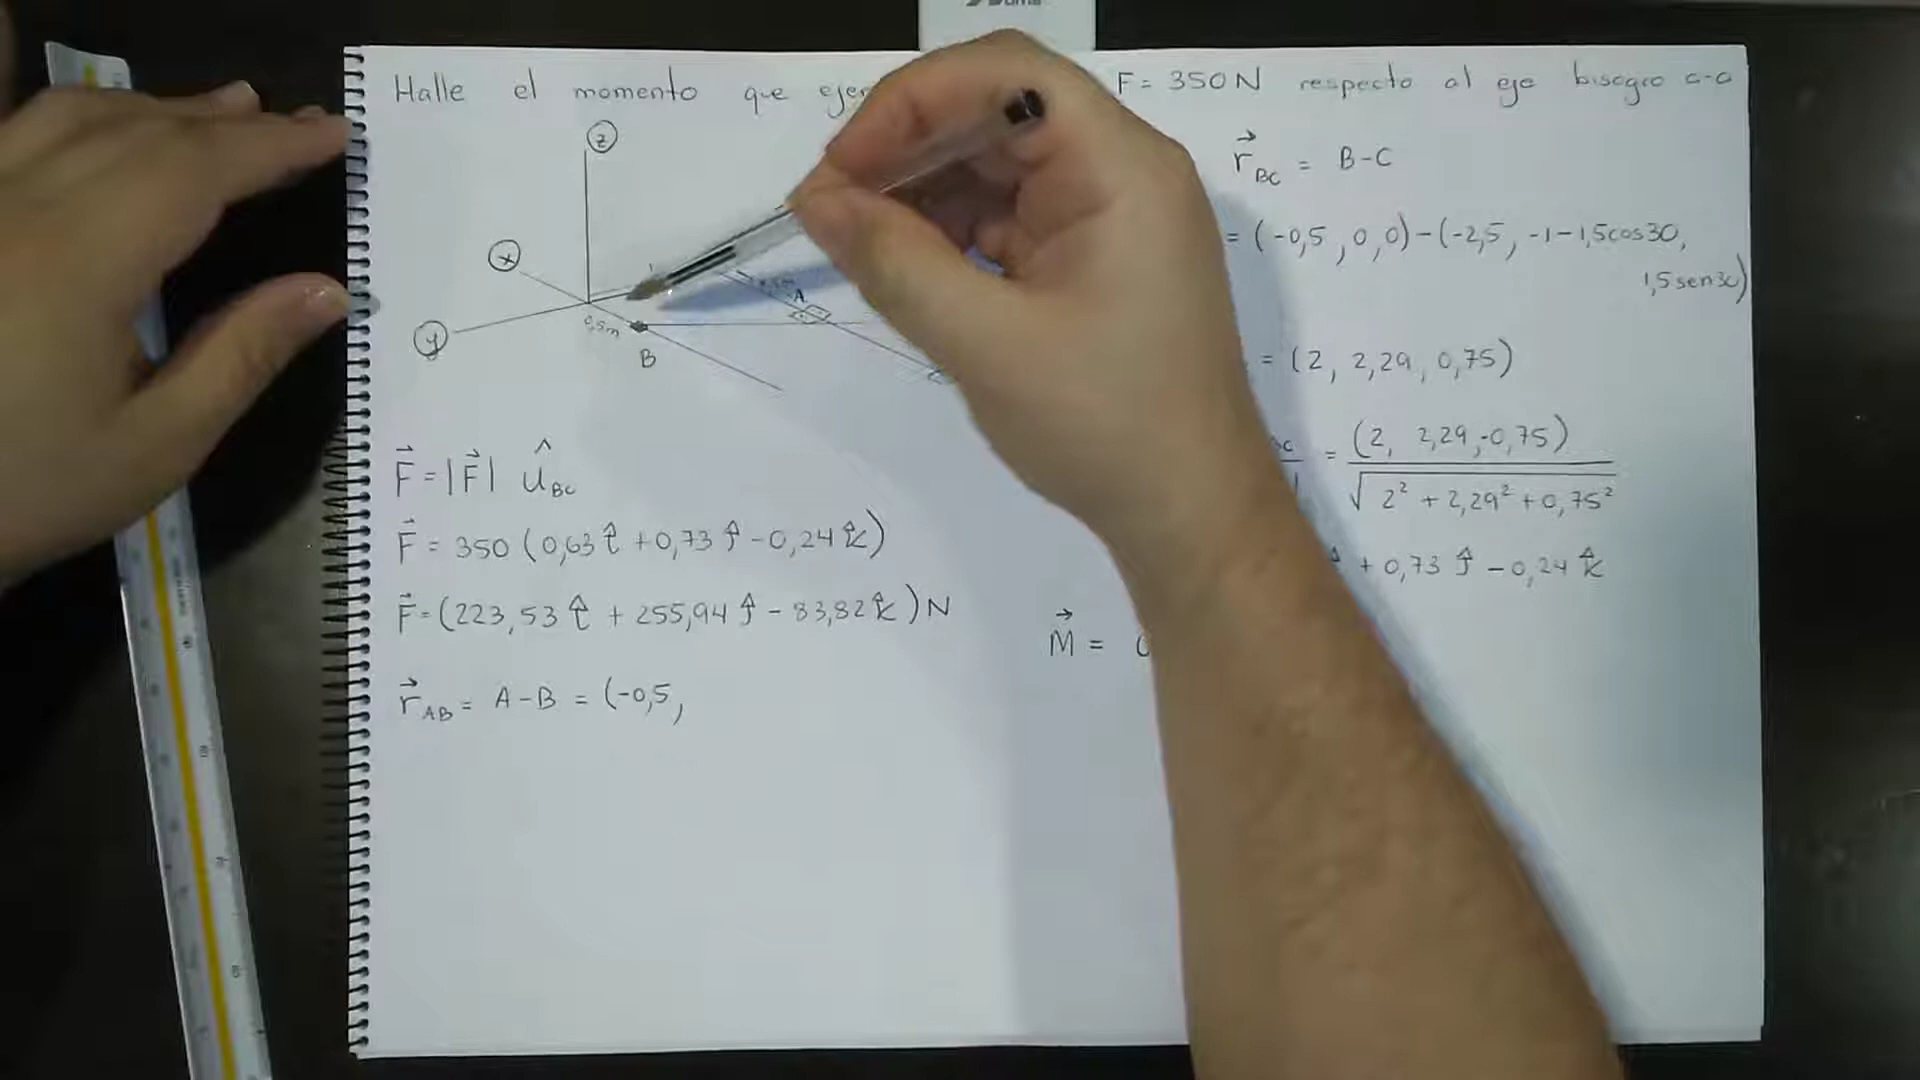 Halle el momento que F = 350N respecto al eje bisagra a-a
z
x
y
0,5m
A
B
r⃗BC = B-C
= (-0,5, 0, 0) - (-2,5, -1-1,5cos30,
1,5sen30)
= (2, 2,29, 0,75)
= (2, 2,29, -0,75)
√ 2² + 2,29² + 0,75²
+ 0,73 ĵ - 0,24 k̂
F⃗ = |F⃗| ûBC
F⃗ = 350 (0,63 î + 0,73 ĵ - 0,24 k̂)
F⃗ = (223,53 î + 255,94 ĵ - 83,82 k̂) N
M⃗ =
r⃗AB = A-B = (-0,5,